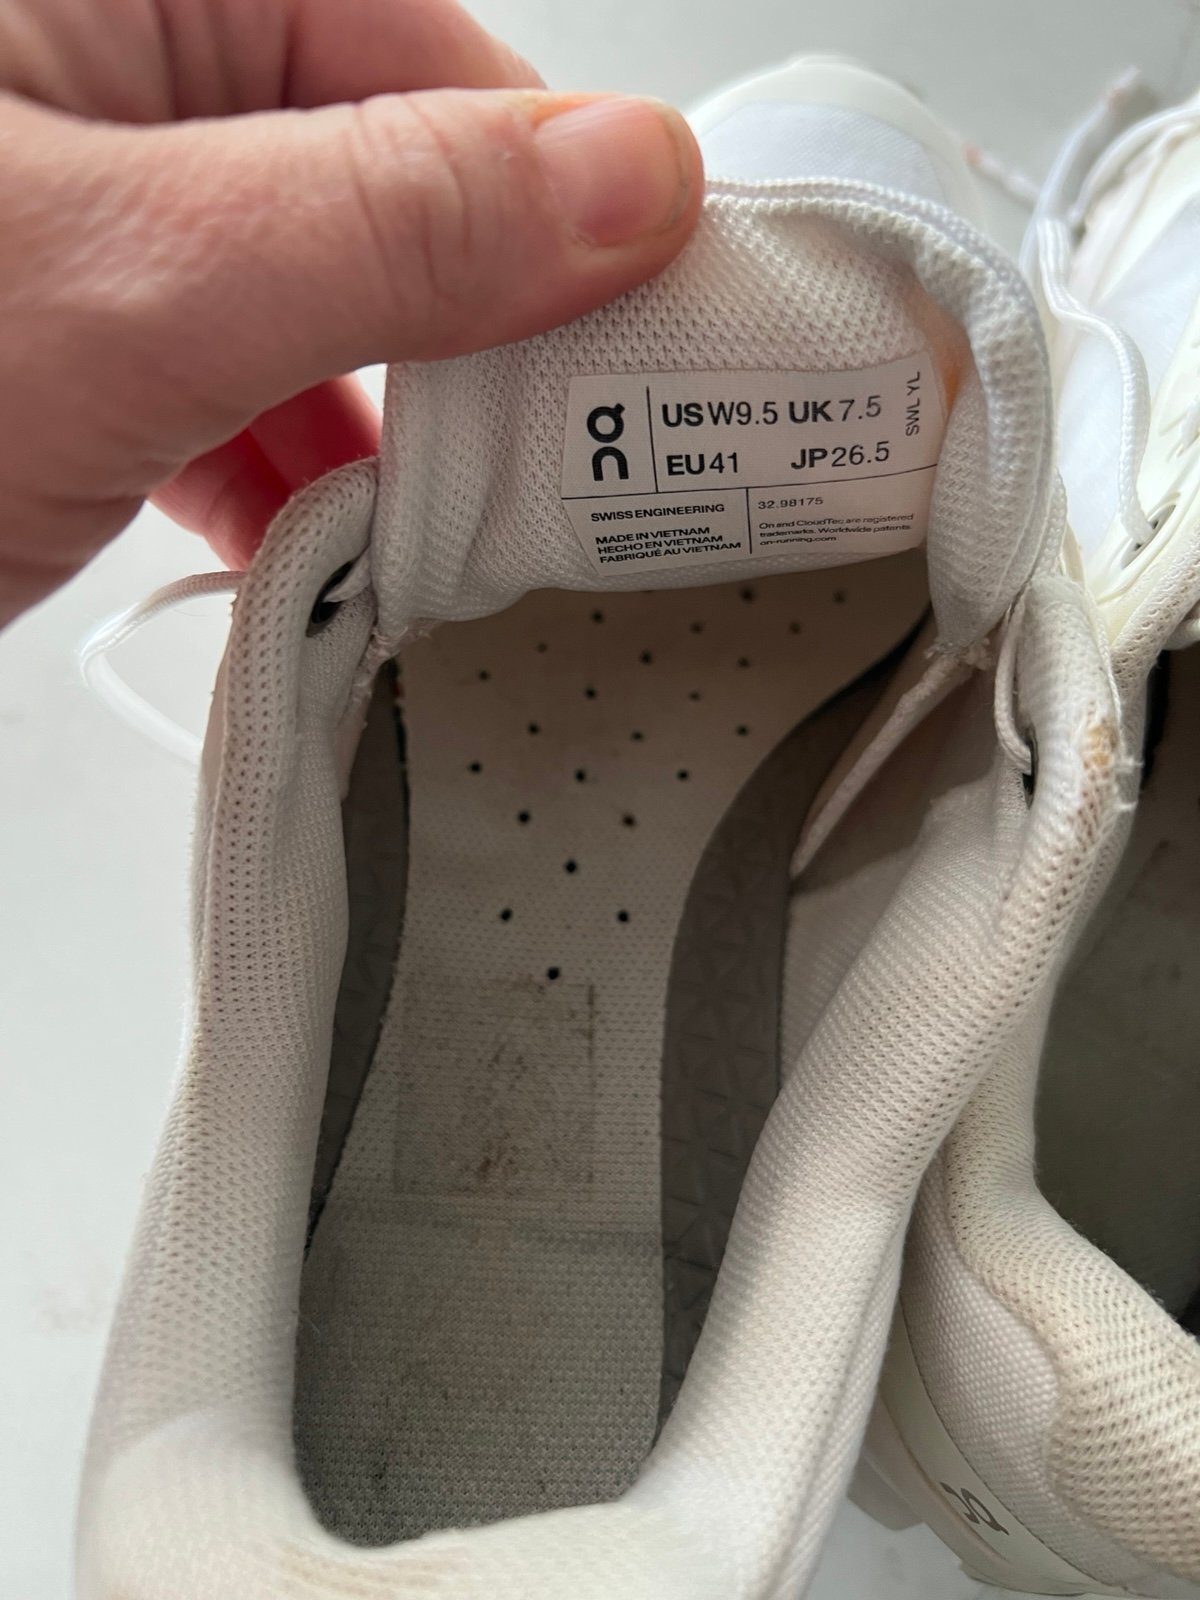 US W9.5 UK 7.5
EU 41 JP 26.5
SWL YL
SWISS ENGINEERING
MADE IN VIETNAM
HECHO EN VIETNAM
FABRIQUÉ AU VIETNAM
32.98175
On and CloudTec are registered
trademarks. Worldwide patents.
on-running.com